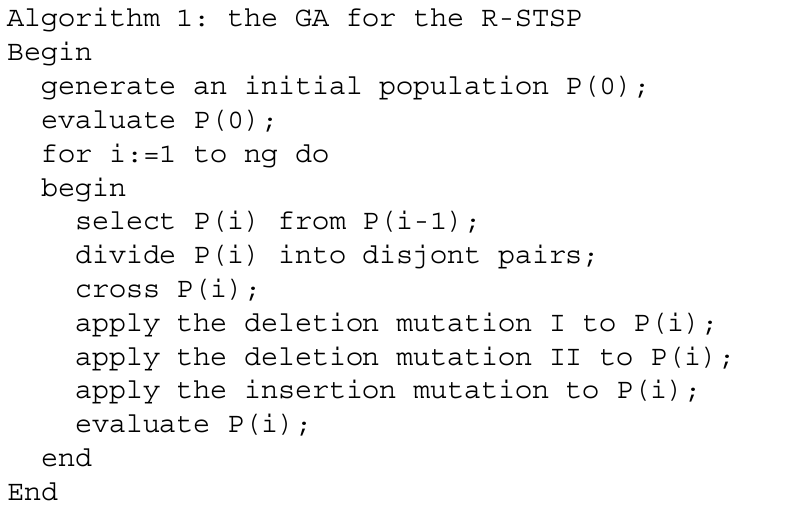 Algorithm 1: the GA for the R-STSP
Begin
generate an initial population P(0);
evaluate P(0);
for i:=1 to ng do
begin
select P(i) from P(i-1);
divide P(i) into disjont pairs;
cross P(i);
apply the deletion mutation I to P(i);
apply the deletion mutation II to P(i);
apply the insertion mutation to P(i);
evaluate P(i);
end
End